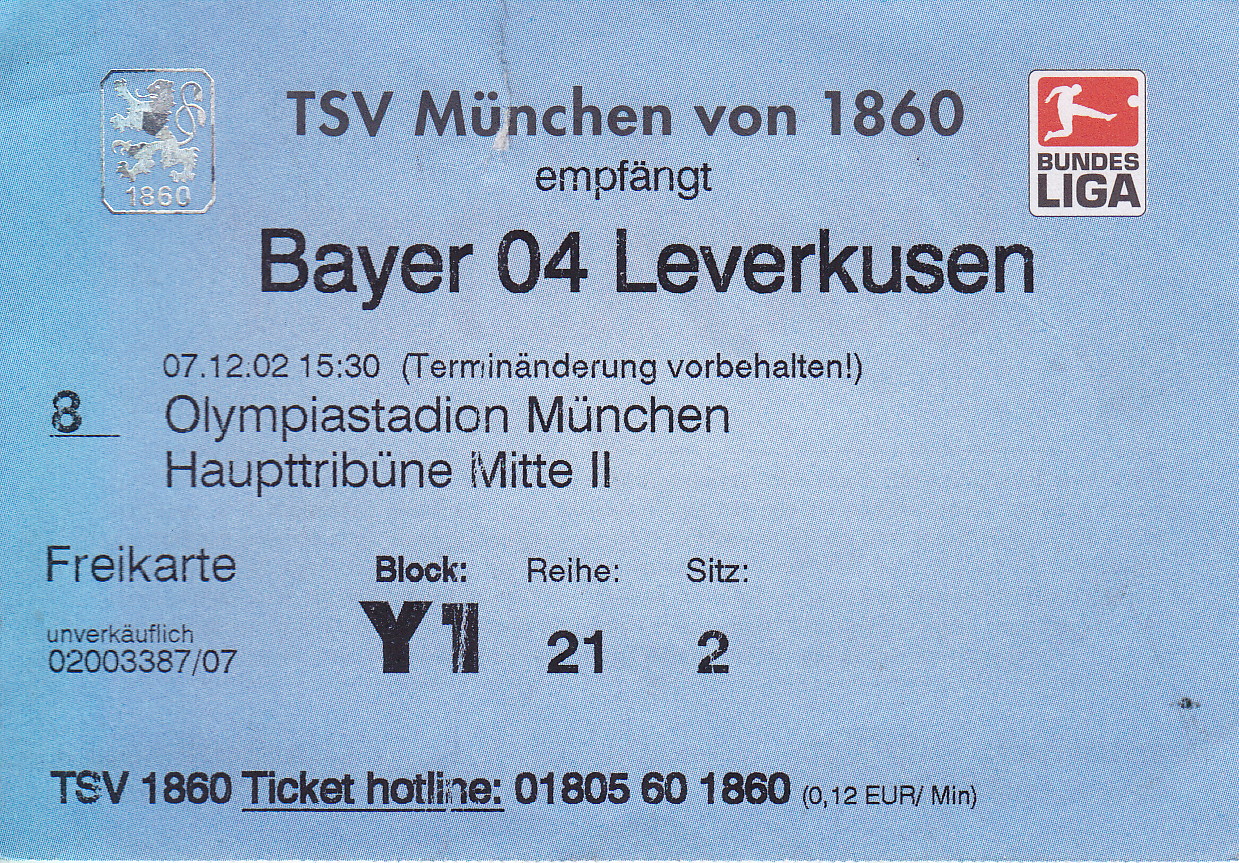 TSV München von 1860
1860
empfängt
BUNDES
LIGA
Bayer 04 Leverkusen
07.12.02 15:30 (Terminänderung vorbehalten!)
8 Olympiastadion München
Haupttribüne Mitte II
Freikarte Block: Reihe: Sitz:
unverkäuflich
02003387/07 Y1 21 2
TSV 1860 Ticket hotline: 01805 60 1860 (0,12 EUR/ Min)